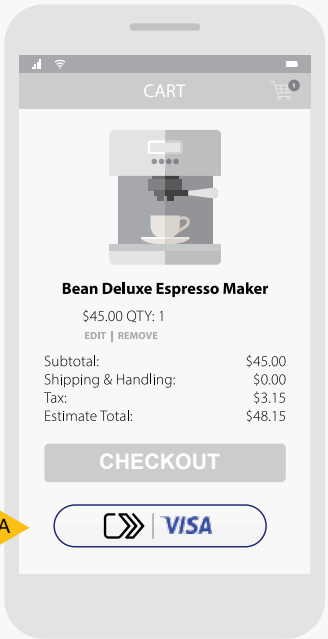 CART
1
Bean Deluxe Espresso Maker
$45.00 QTY: 1
EDIT | REMOVE
Subtotal: $45.00
Shipping & Handling: $0.00
Tax: $3.15
Estimate Total: $48.15
CHECKOUT
A
VISA